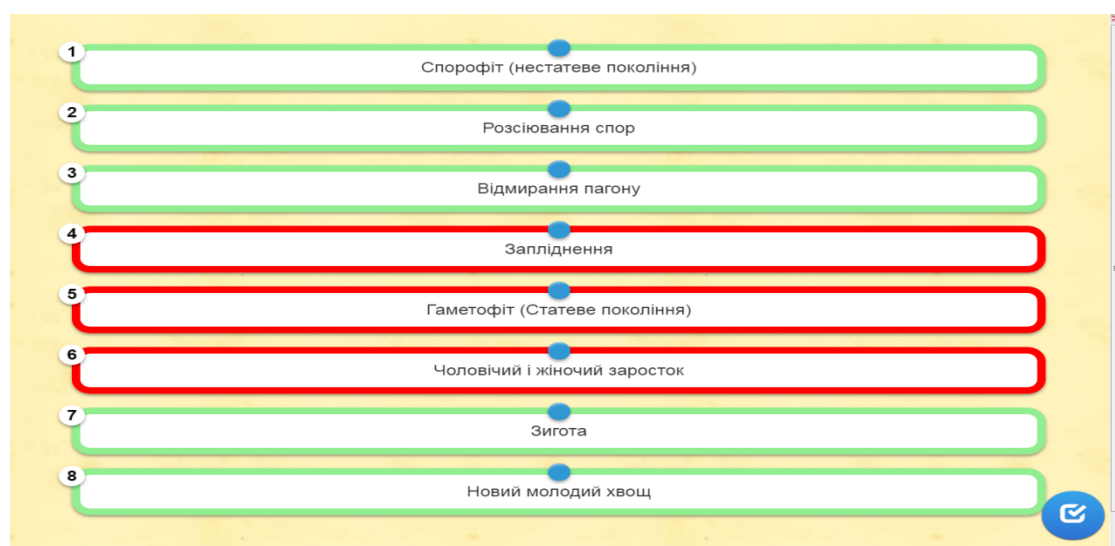 1
Спорофіт (нестатеве покоління)
2
Розсіювання спор
3
Відмирання пагону
4
Запліднення
5
Гаметофіт (Статеве покоління)
6
Чоловічий і жіночий заросток
7
Зигота
8
Новий молодий хвощ